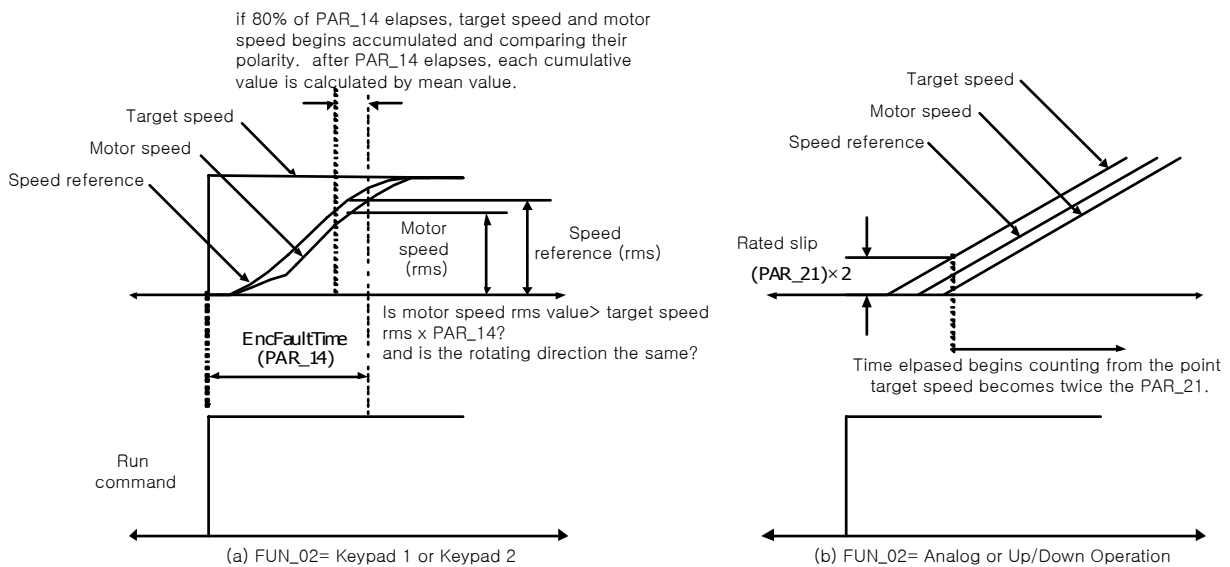 if 80% of PAR_14 elapses, target speed and motor
speed begins accumulated and comparing their
polarity. after PAR_14 elapses, each cumulative
value is calculated by mean value.
Target speed
Motor speed
Speed reference
Motor
speed
(rms)
Speed
reference (rms)
Is motor speed rms value> target speed
rms x PAR_14?
and is the rotating direction the same?
EncFaultTime
(PAR_14)
Run
command
(a) FUN_02= Keypad 1 or Keypad 2
Target speed
Motor speed
Speed reference
Rated slip
(PAR_21)×2
Time elpased begins counting from the point
target speed becomes twice the PAR_21.
(b) FUN_02= Analog or Up/Down Operation